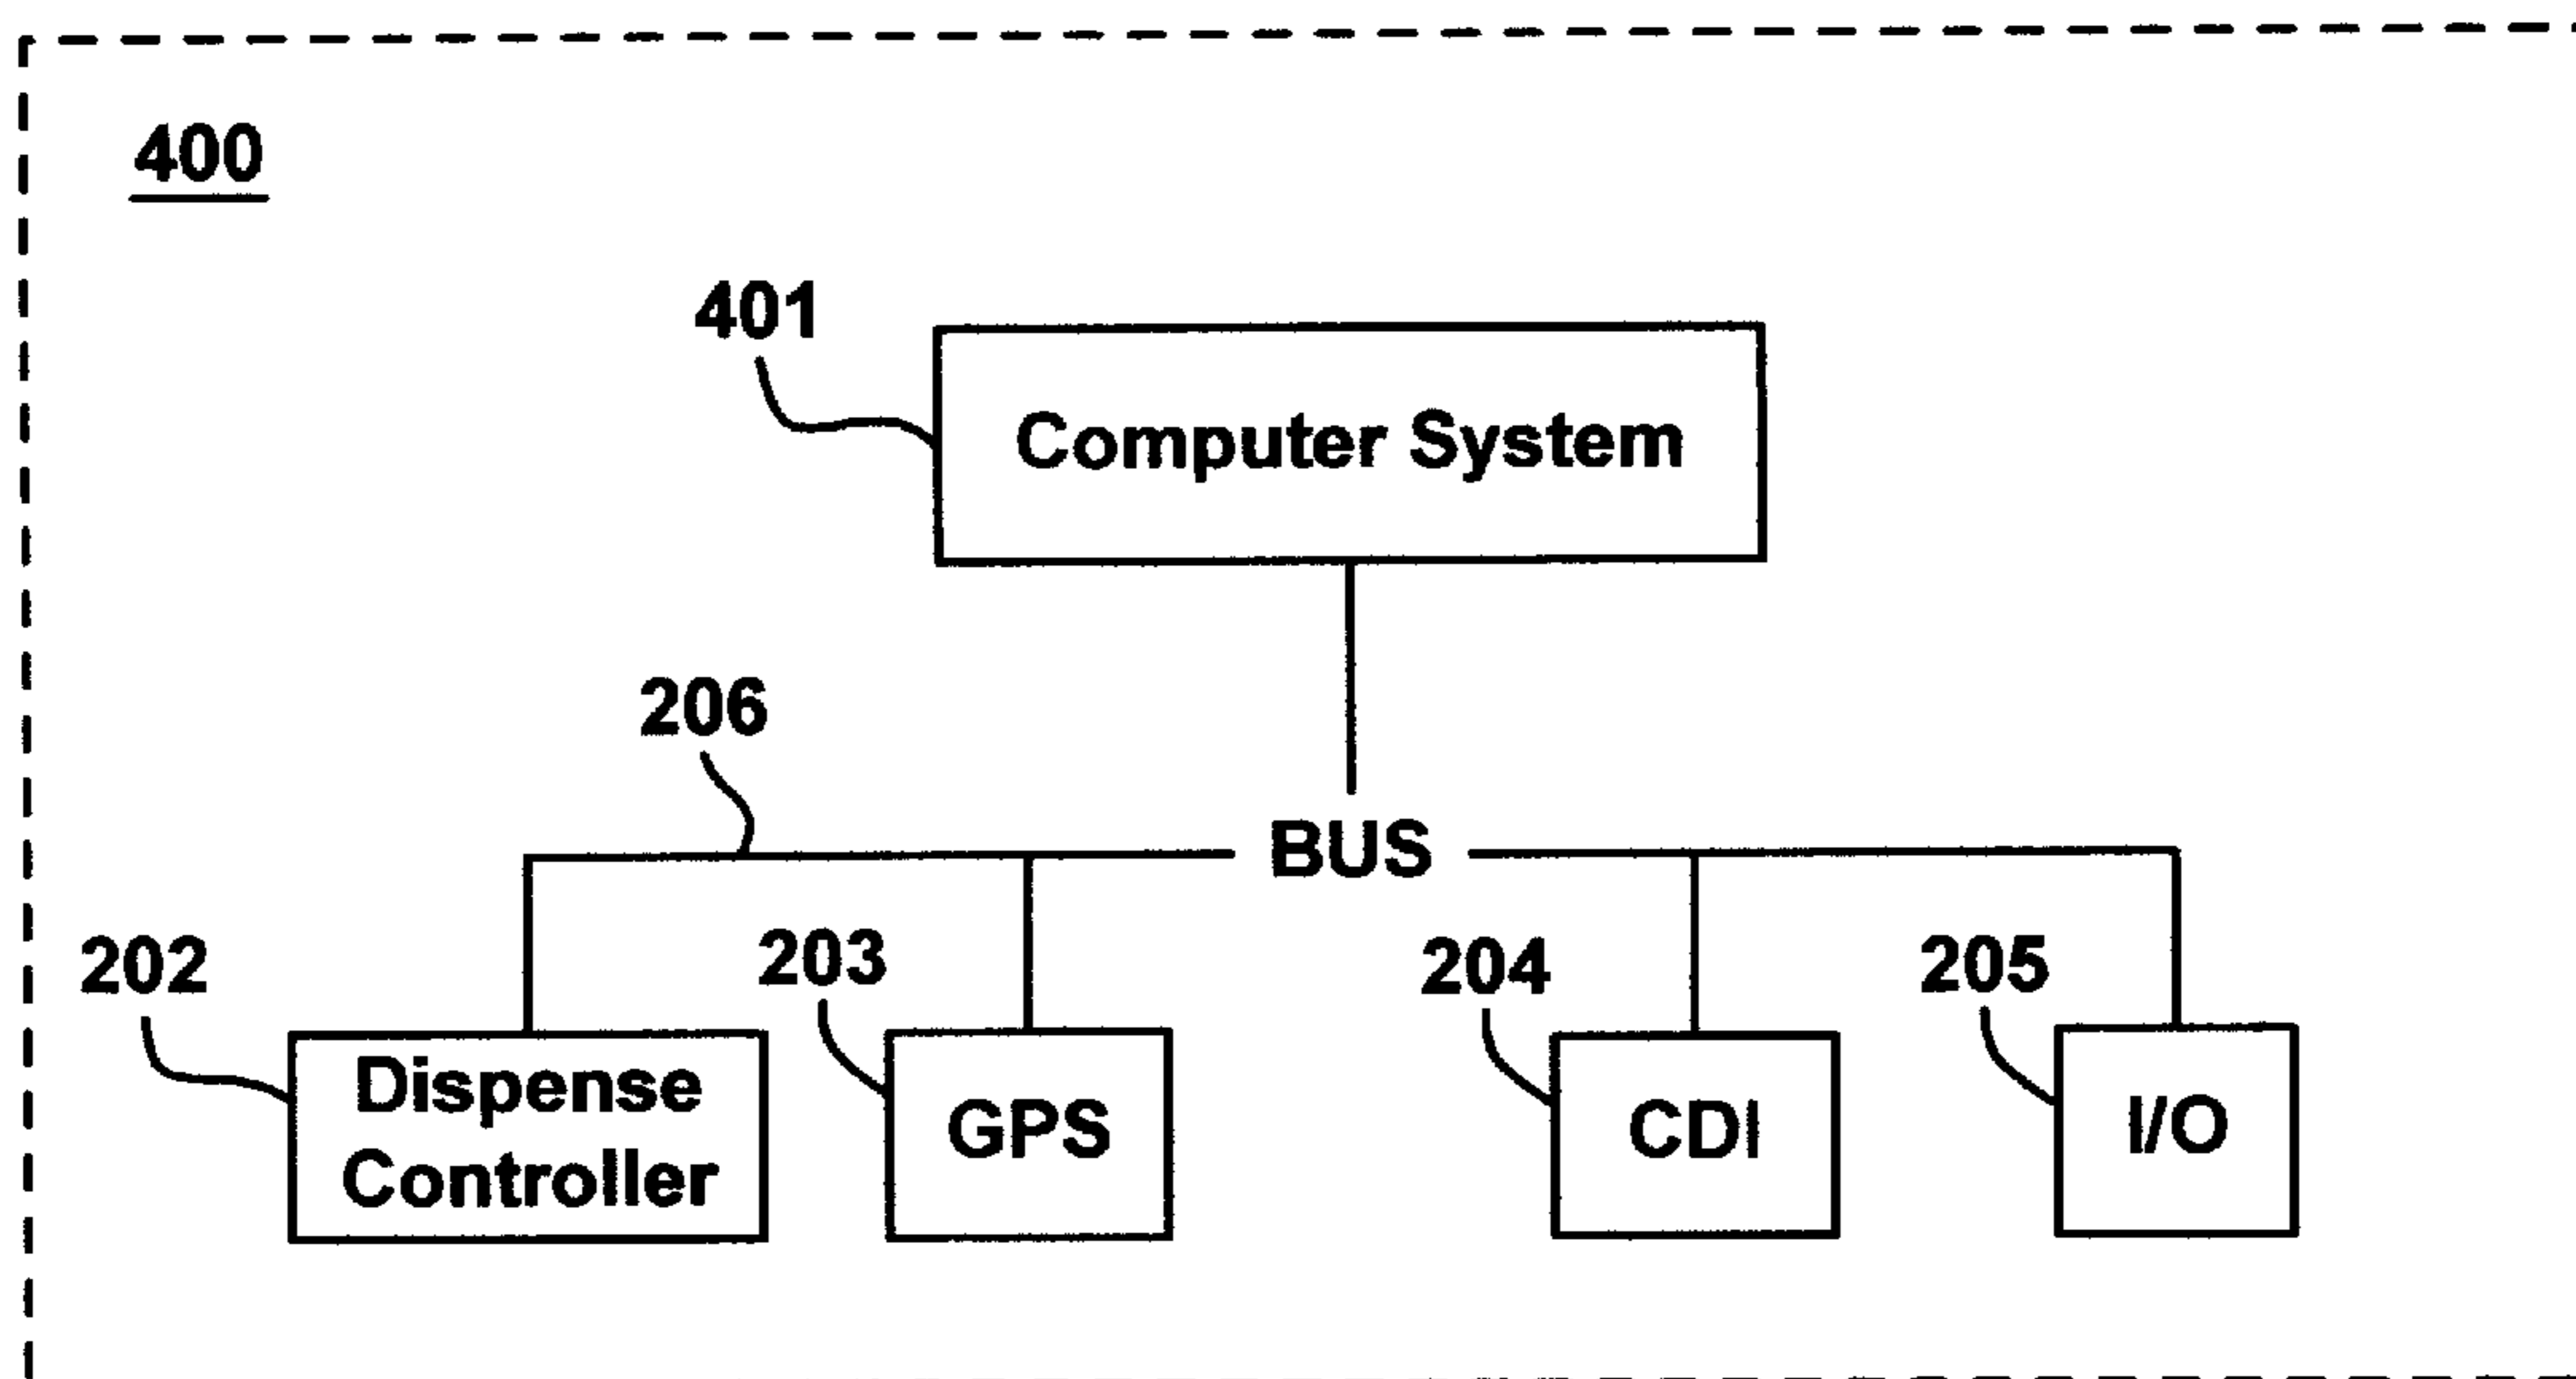 400
401
Computer System
206
BUS
202
203
204
205
Dispense
Controller
GPS
CDI
I/O